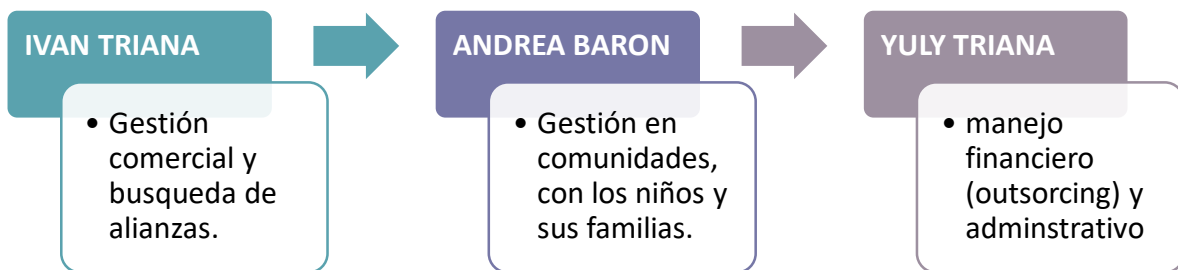 IVAN TRIANA
• Gestión
comercial y
busqueda de
alianzas.
ANDREA BARON
• Gestión en
comunidades,
con los niños y
sus familias.
YULY TRIANA
• manejo
financiero
(outsorcing) y
adminstrativo